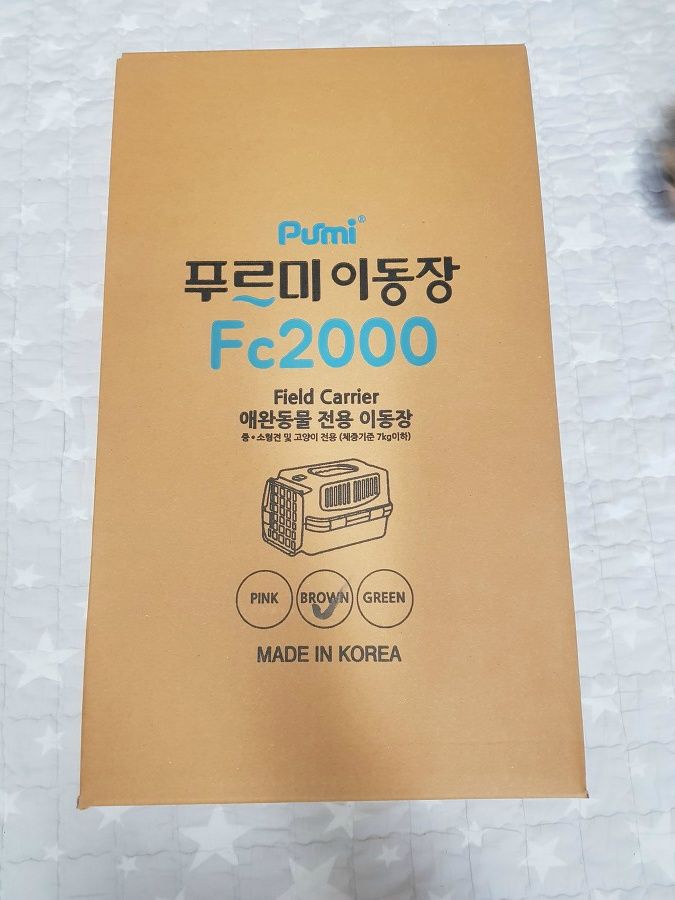 Pumi®
푸르미 이동장
Fc2000
Field Carrier
애완동물 전용 이동장
중•소형견 및 고양이 전용 (체중기준 7kg이하)
PINK BROWN GREEN
MADE IN KOREA